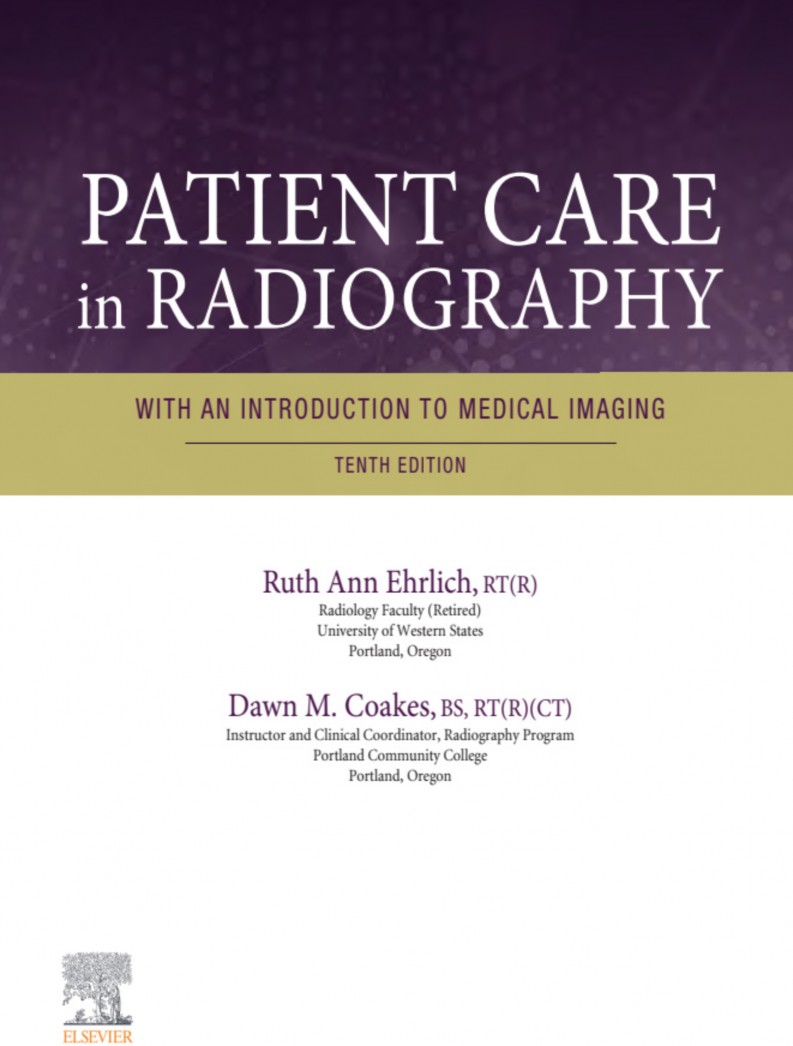 PATIENT CARE
in RADIOGRAPHY
WITH AN INTRODUCTION TO MEDICAL IMAGING
TENTH EDITION
Ruth Ann Ehrlich, RT(R)
Radiology Faculty (Retired)
University of Western States
Portland, Oregon
Dawn M. Coakes, BS, RT(R)(CT)
Instructor and Clinical Coordinator, Radiography Program
Portland Community College
Portland, Oregon
ELSEVIER